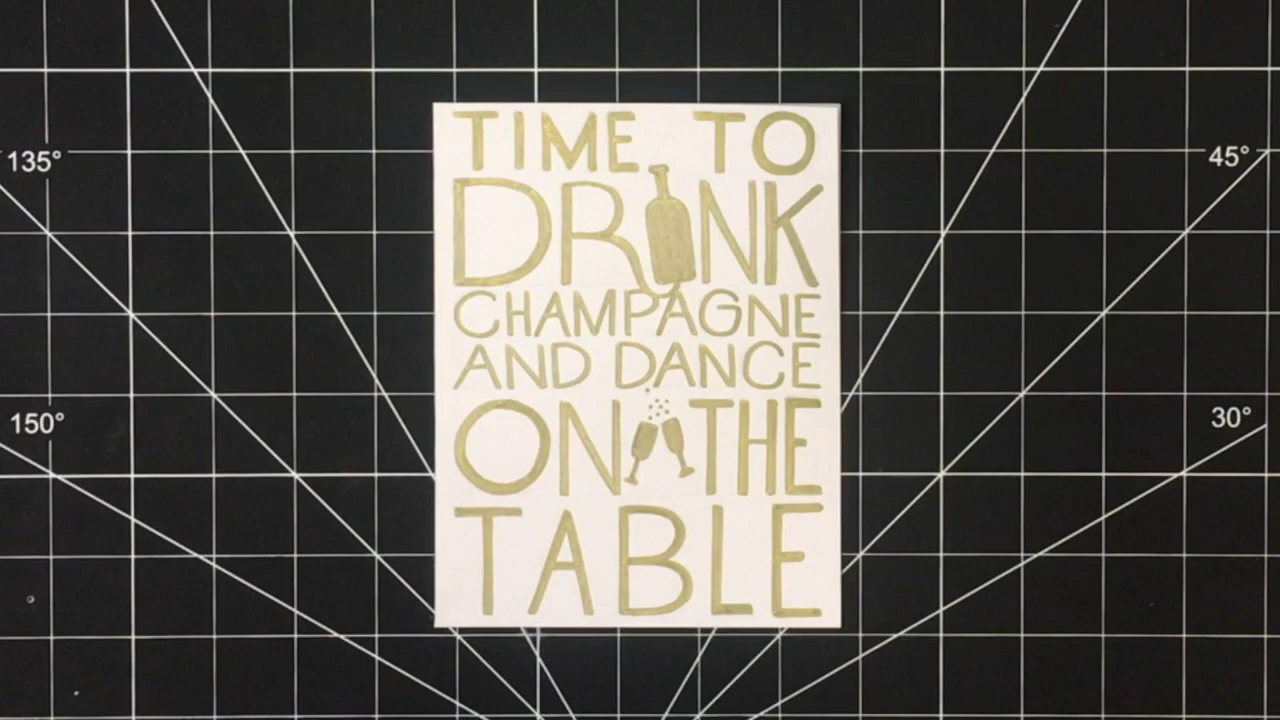 135°
45°
150°
30°
TIME TO
DRINK
CHAMPAGNE
AND DANCE
ON THE
TABLE